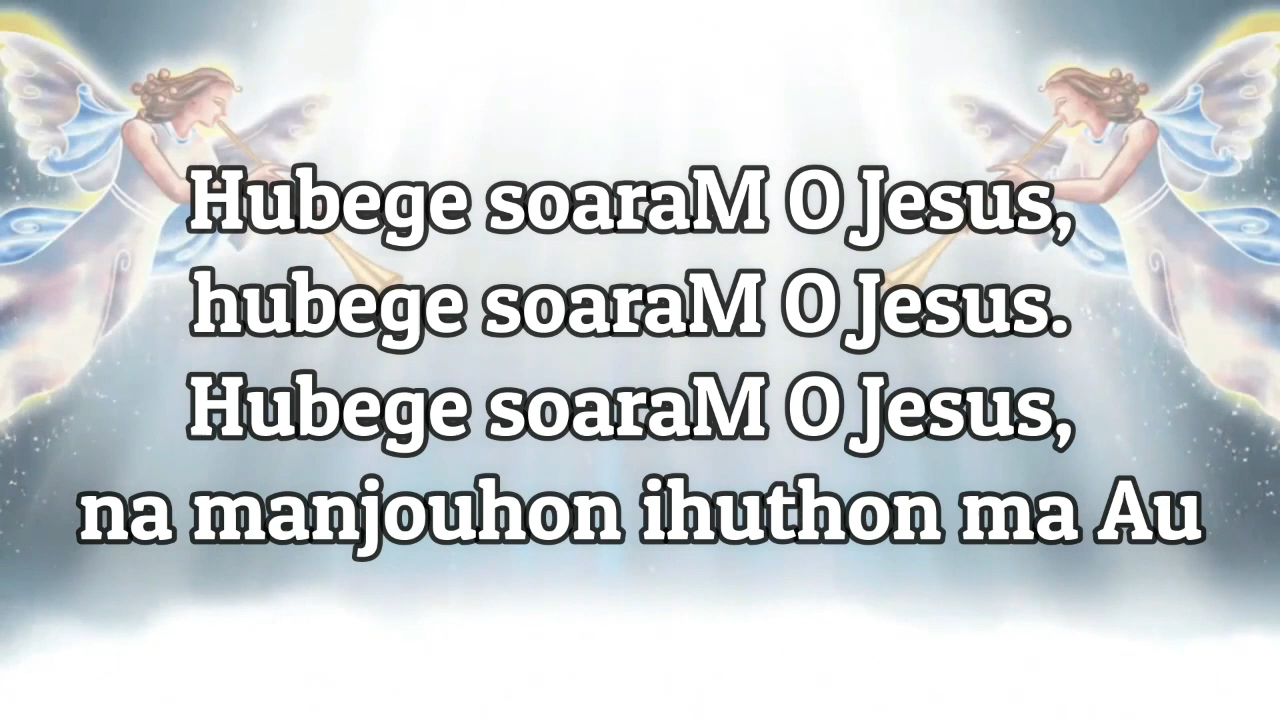 Hubege soaraM O Jesus,
hubege soaraM O Jesus.
Hubege soaraM O Jesus,
na manjouhon ihuthon ma Au